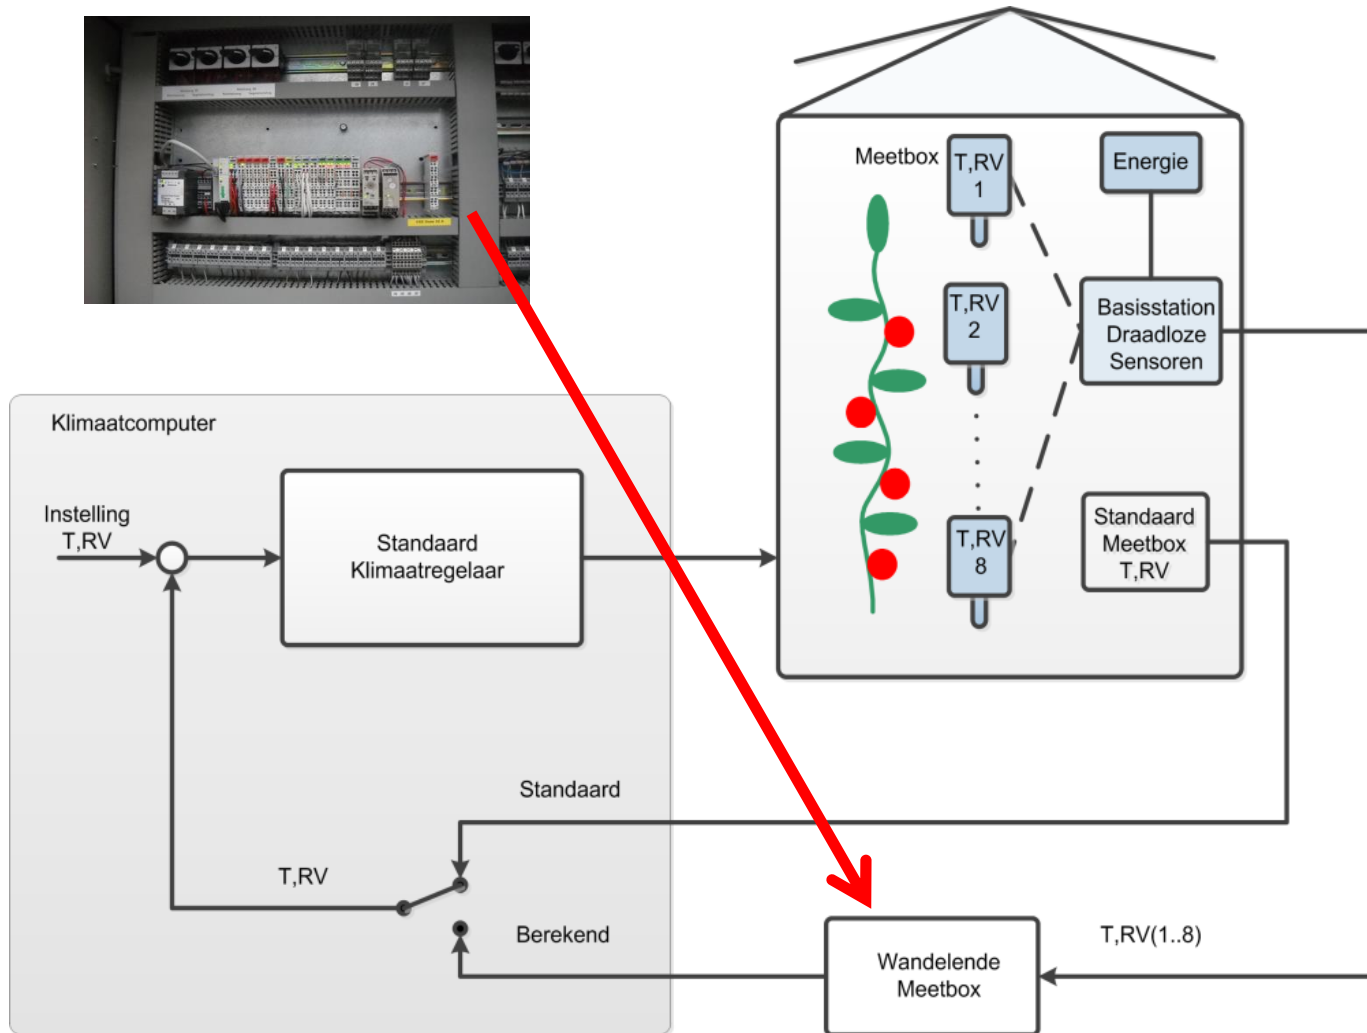 Meetbox
T,RV
1
Energie
T,RV
2
Basisstation
Draadloze
Sensoren
Klimaatcomputer
Instelling
T,RV
Standaard
Klimaatregelaar
T,RV
8
Standaard
Meetbox
T,RV
Standaard
T,RV
Berekend
Wandelende
Meetbox
T,RV(1..8)